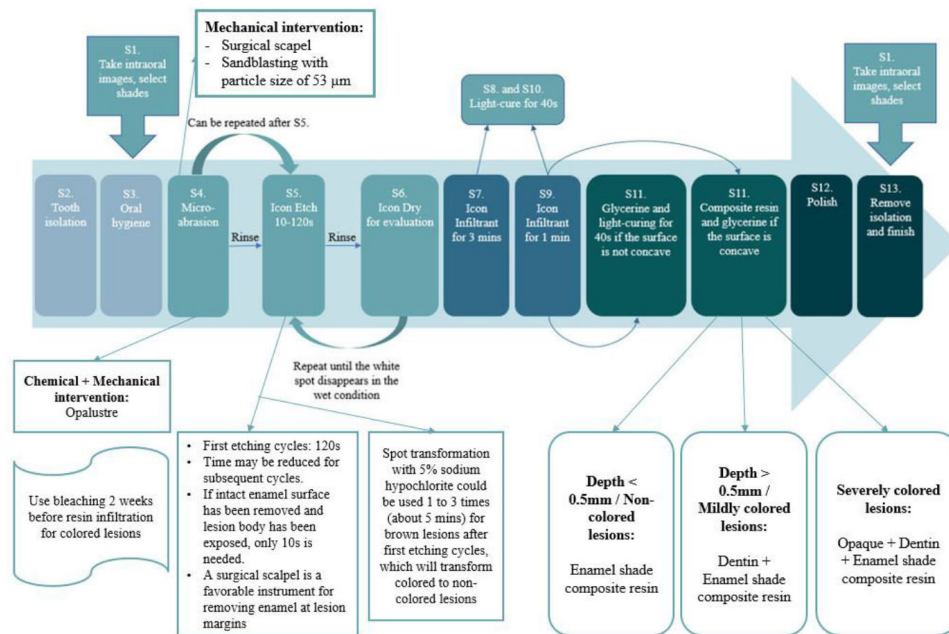 S1.
Take intraoral
images, select
shades
Mechanical intervention:
- Surgical scapel
- Sandblasting with
particle size of 53 µm
S8. and S10.
Light-cure for 40s
S1.
Take intraoral
images, select
shades
Can be repeated after S5.
S2.
Tooth
isolation
S3.
Oral
hygiene
S4.
Micro-
abrasion
Rinse
S5.
Icon Etch
10-120s
Rinse
S6.
Icon Dry
for evaluation
S7.
Icon
Infiltrant
for 3 mins
S9.
Icon
Infiltrant
for 1 min
S11.
Glycerine and
light-curing for
40s if the surface
is not concave
S11.
Composite resin
and glycerine if
the surface is
concave
S12.
Polish
S13.
Remove
isolation
and finish
Repeat until the white
spot disappears in the
wet condition
Chemical + Mechanical
intervention:
Opalustre
Use bleaching 2 weeks
before resin infiltration
for colored lesions
• First etching cycles: 120s
• Time may be reduced for
subsequent cycles.
• If intact enamel surface
has been removed and
lesion body has been
exposed, only 10s is
needed.
• A surgical scalpel is a
favorable instrument for
removing enamel at lesion
margins
Spot transformation
with 5% sodium
hypochlorite could
be used 1 to 3 times
(about 5 mins) for
brown lesions after
first etching cycles,
which will transform
colored to non-
colored lesions
Depth <
0.5mm / Non-
colored
lesions:
Enamel shade
composite resin
Depth >
0.5mm /
Mildly colored
lesions:
Dentin +
Enamel shade
composite resin
Severely colored
lesions:
Opaque + Dentin
+ Enamel shade
composite resin